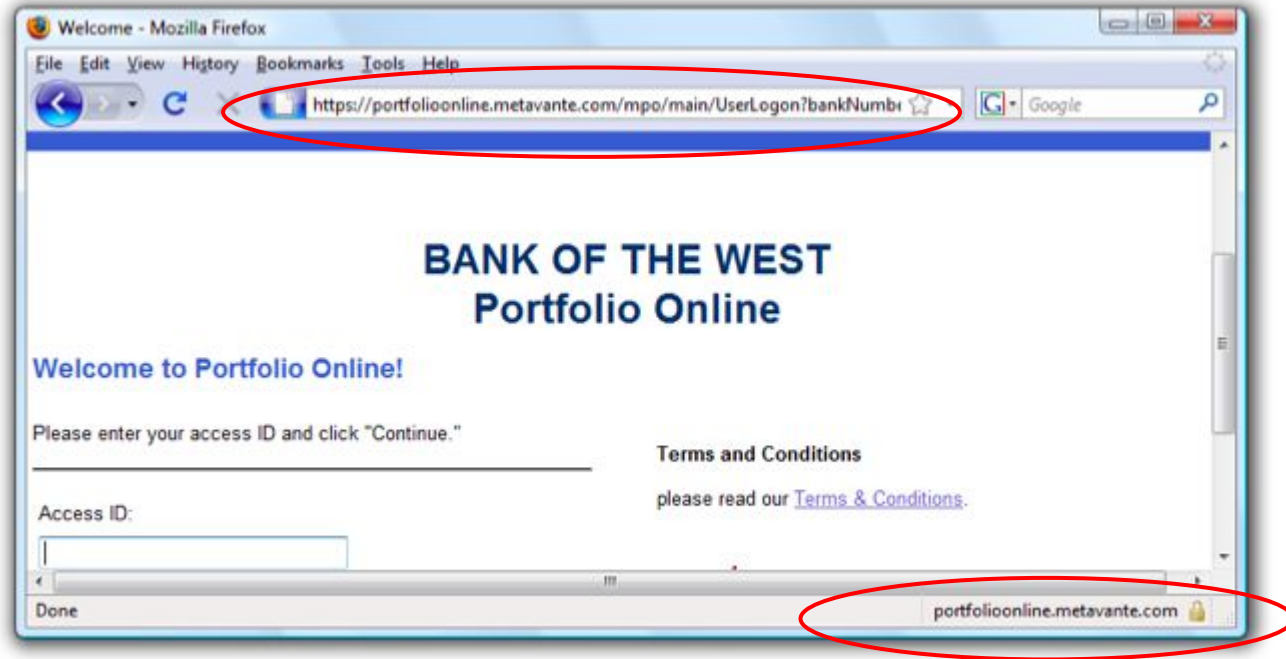 Welcome - Mozilla Firefox
File Edit View History Bookmarks Tools Help
https://portfolioonline.metavante.com/mpo/main/UserLogon?bankNumbe
G Google
BANK OF THE WEST
Portfolio Online
Welcome to Portfolio Online!
Please enter your access ID and click "Continue."
Terms and Conditions
please read our Terms & Conditions.
Access ID:
Done
portfolioonline.metavante.com